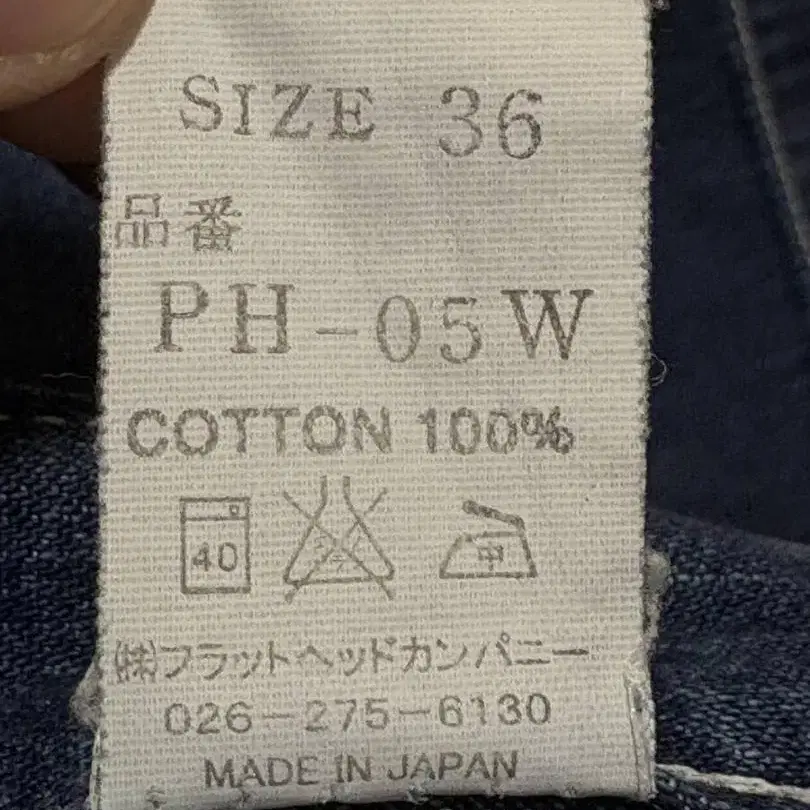 SIZE 36
品番
PH-05W
COTTON 100%
40 中
㈱フラットヘッドカンパニー
026-275-6130
MADE IN JAPAN